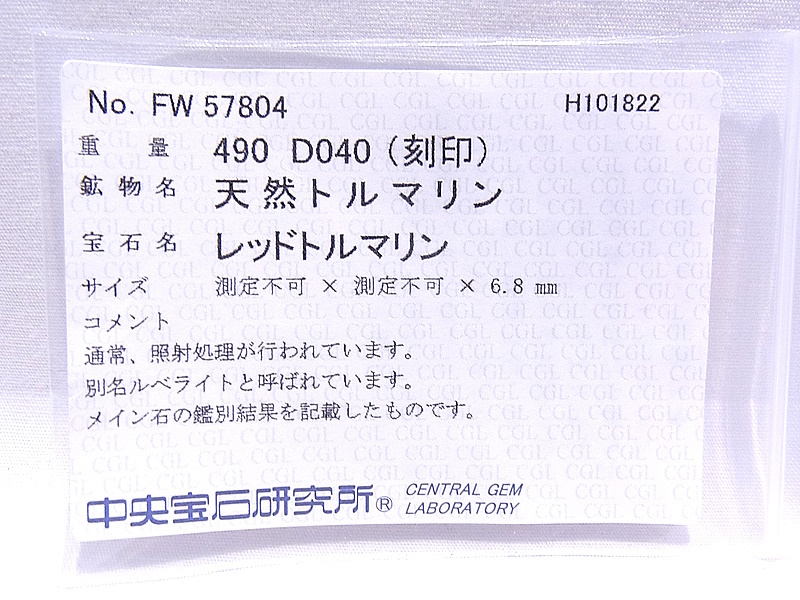 No. FW 57804 H101822
重量 490 D040 (刻印)
鉱物名 天然トルマリン
宝石名 レッドトルマリン
サイズ 測定不可 × 測定不可 × 6.8 mm
コメント
通常、照射処理が行われています。
別名ルベライトと呼ばれています。
メイン石の鑑別結果を記載したものです。
中央宝石研究所® CENTRAL GEM
LABORATORY